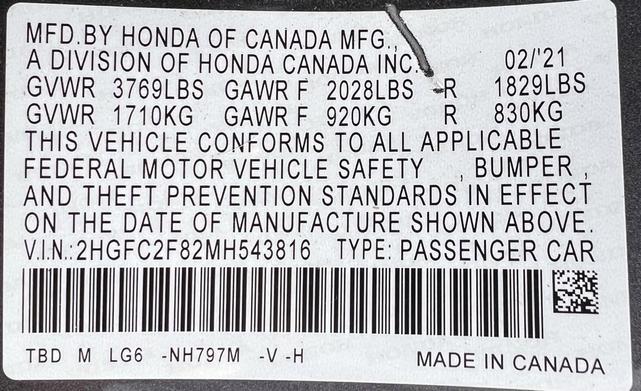 MFD.BY HONDA OF CANADA MFG.,
A DIVISION OF HONDA CANADA INC. 02/'21
GVWR 3769LBS GAWR F 2028LBS R 1829LBS
GVWR 1710KG GAWR F 920KG R 830KG
THIS VEHICLE CONFORMS TO ALL APPLICABLE
FEDERAL MOTOR VEHICLE SAFETY , BUMPER ,
AND THEFT PREVENTION STANDARDS IN EFFECT
ON THE DATE OF MANUFACTURE SHOWN ABOVE.
V.I.N.:2HGFC2F82MH543816 TYPE: PASSENGER CAR
TBD M LG6 -NH797M -V -H MADE IN CANADA